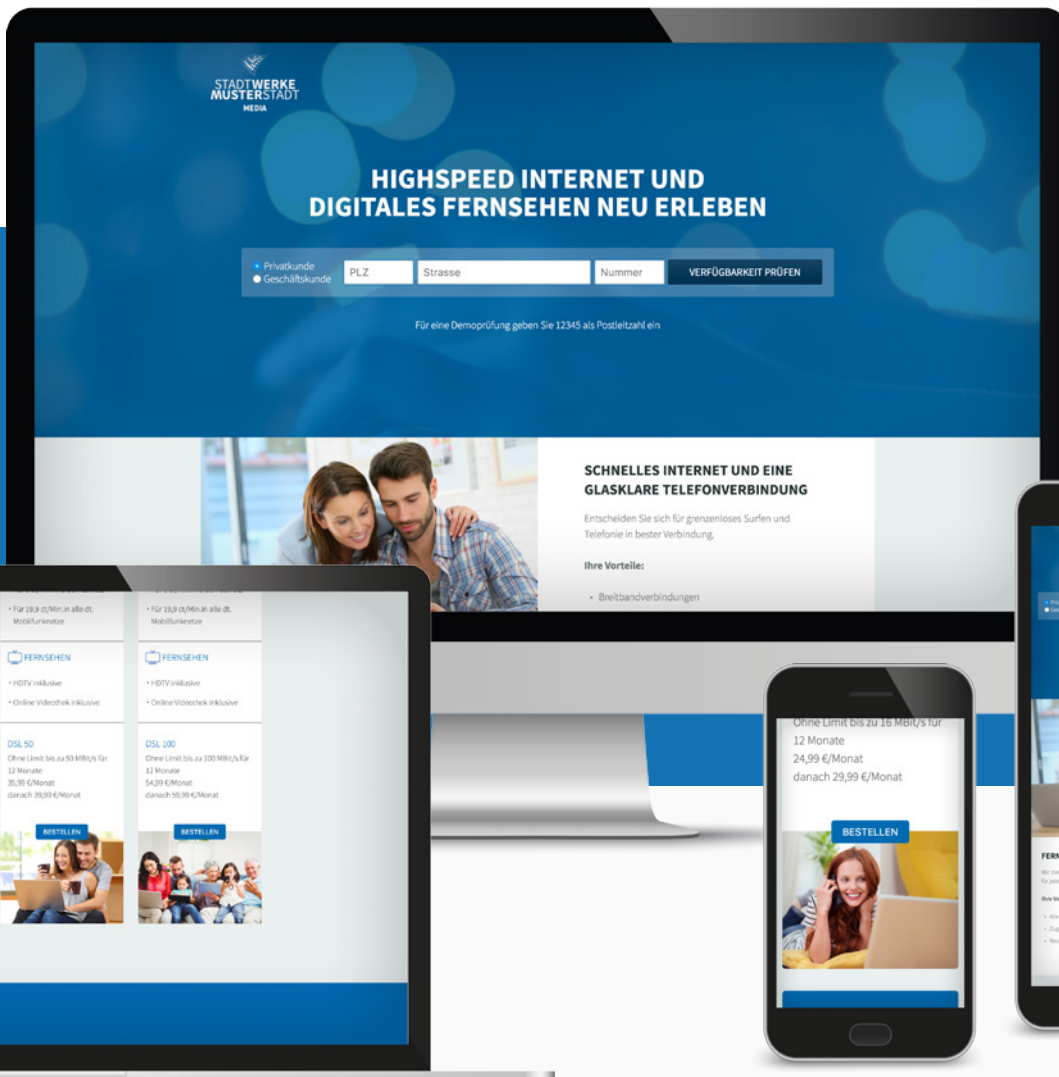 STADTWERKE
MUSTERSTADT
MEDIA
HIGHSPEED INTERNET UND
DIGITALES FERNSEHEN NEU ERLEBEN
Privatkunde
Geschäftskunde
PLZ
Strasse
Nummer
VERFÜGBARKEIT PRÜFEN
Für eine Demoprüfung geben Sie 12345 als Postleitzahl ein
SCHNELLES INTERNET UND EINE
GLASKLARE TELEFONVERBINDUNG
Entscheiden Sie sich für grenzenloses Surfen und
Telefonie in bester Verbindung.
Ihre Vorteile:
• Breitbandverbindungen
• Für 19,9 ct/Min.in alle dt.
Mobilfunknetze
FERNSEHEN
• HDTV inklusive
• Online Videothek inklusive
DSL 50
Ohne Limit bis zu 50 MBit/s für
12 Monate
35,99 €/Monat
danach 39,99 €/Monat
BESTELLEN
• Für 19,9 ct/Min.in alle dt.
Mobilfunknetze
FERNSEHEN
• HDTV inklusive
• Online Videothek inklusive
DSL 100
Ohne Limit bis zu 100 MBit/s für
12 Monate
54,99 €/Monat
danach 59,99 €/Monat
BESTELLEN
Ohne Limit bis zu 16 MBit/s für
12 Monate
24,99 €/Monat
danach 29,99 €/Monat
BESTELLEN